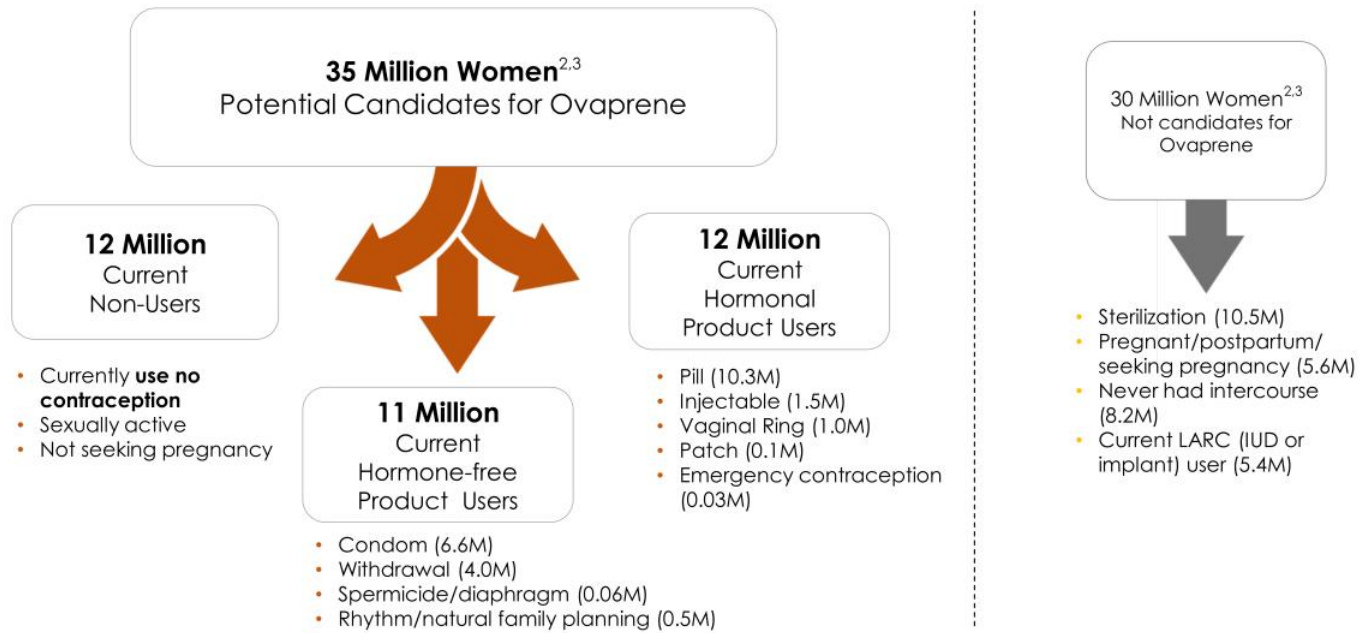 35 Million Women2,3
Potential Candidates for Ovaprene
12 Million
Current
Non-Users
• Currently use no
contraception
• Sexually active
• Not seeking pregnancy
11 Million
Current
Hormone-free
Product Users
• Condom (6.6M)
• Withdrawal (4.0M)
• Spermicide/diaphragm (0.06M)
• Rhythm/natural family planning (0.5M)
12 Million
Current
Hormonal
Product Users
• Pill (10.3M)
• Injectable (1.5M)
• Vaginal Ring (1.0M)
• Patch (0.1M)
• Emergency contraception
(0.03M)
30 Million Women2,3
Not candidates for
Ovaprene
• Sterilization (10.5M)
• Pregnant/postpartum/
seeking pregnancy (5.6M)
• Never had intercourse
(8.2M)
• Current LARC (IUD or
implant) user (5.4M)